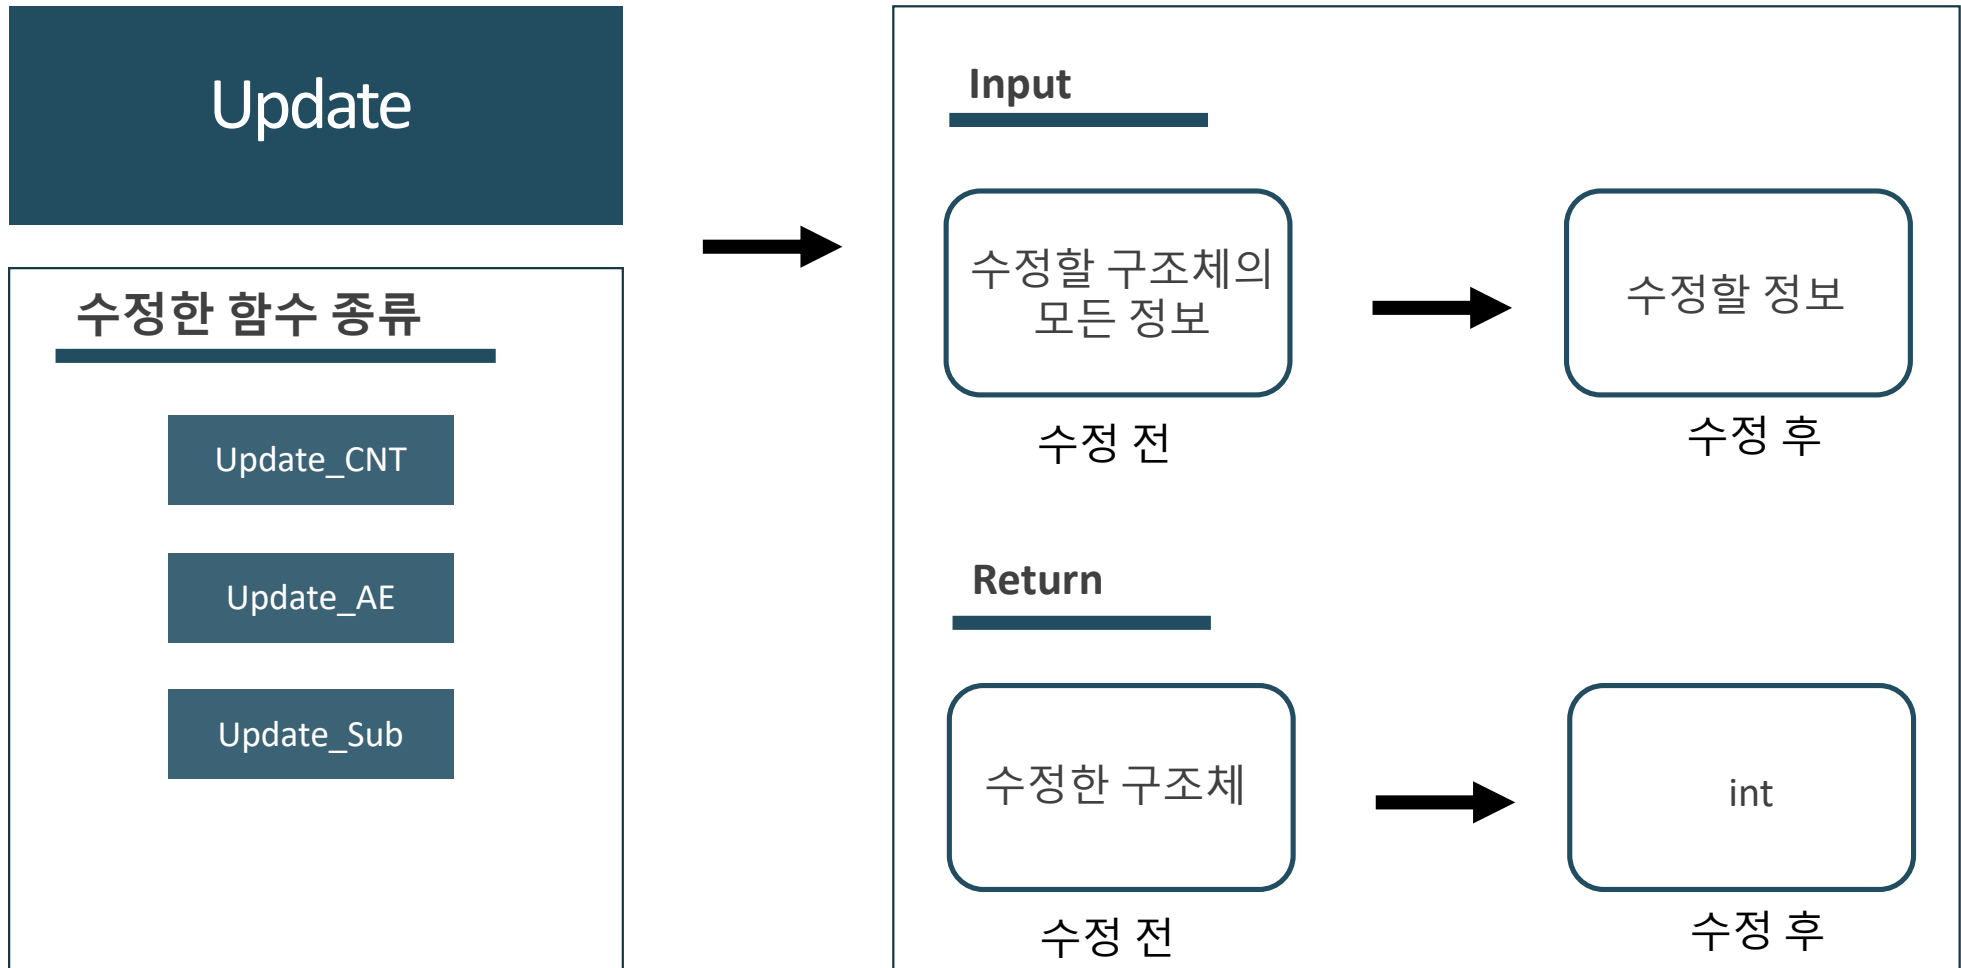 Update
수정한 함수 종류
Update_CNT
Update_AE
Update_Sub
Input
수정할 구조체의
모든 정보
수정 전
수정할 정보
수정 후
Return
수정한 구조체
수정 전
int
수정 후